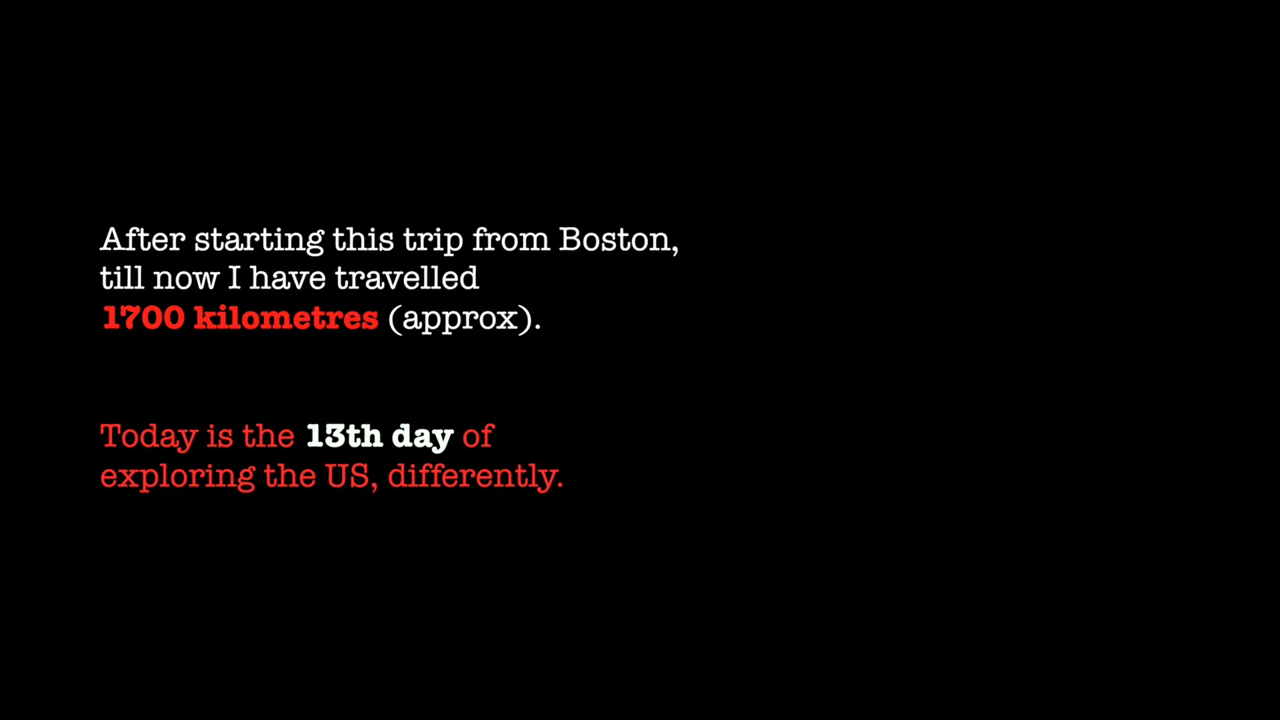 After starting this trip from Boston,
till now I have travelled
1700 kilometres (approx).
Today is the 13th day of
exploring the US, differently.